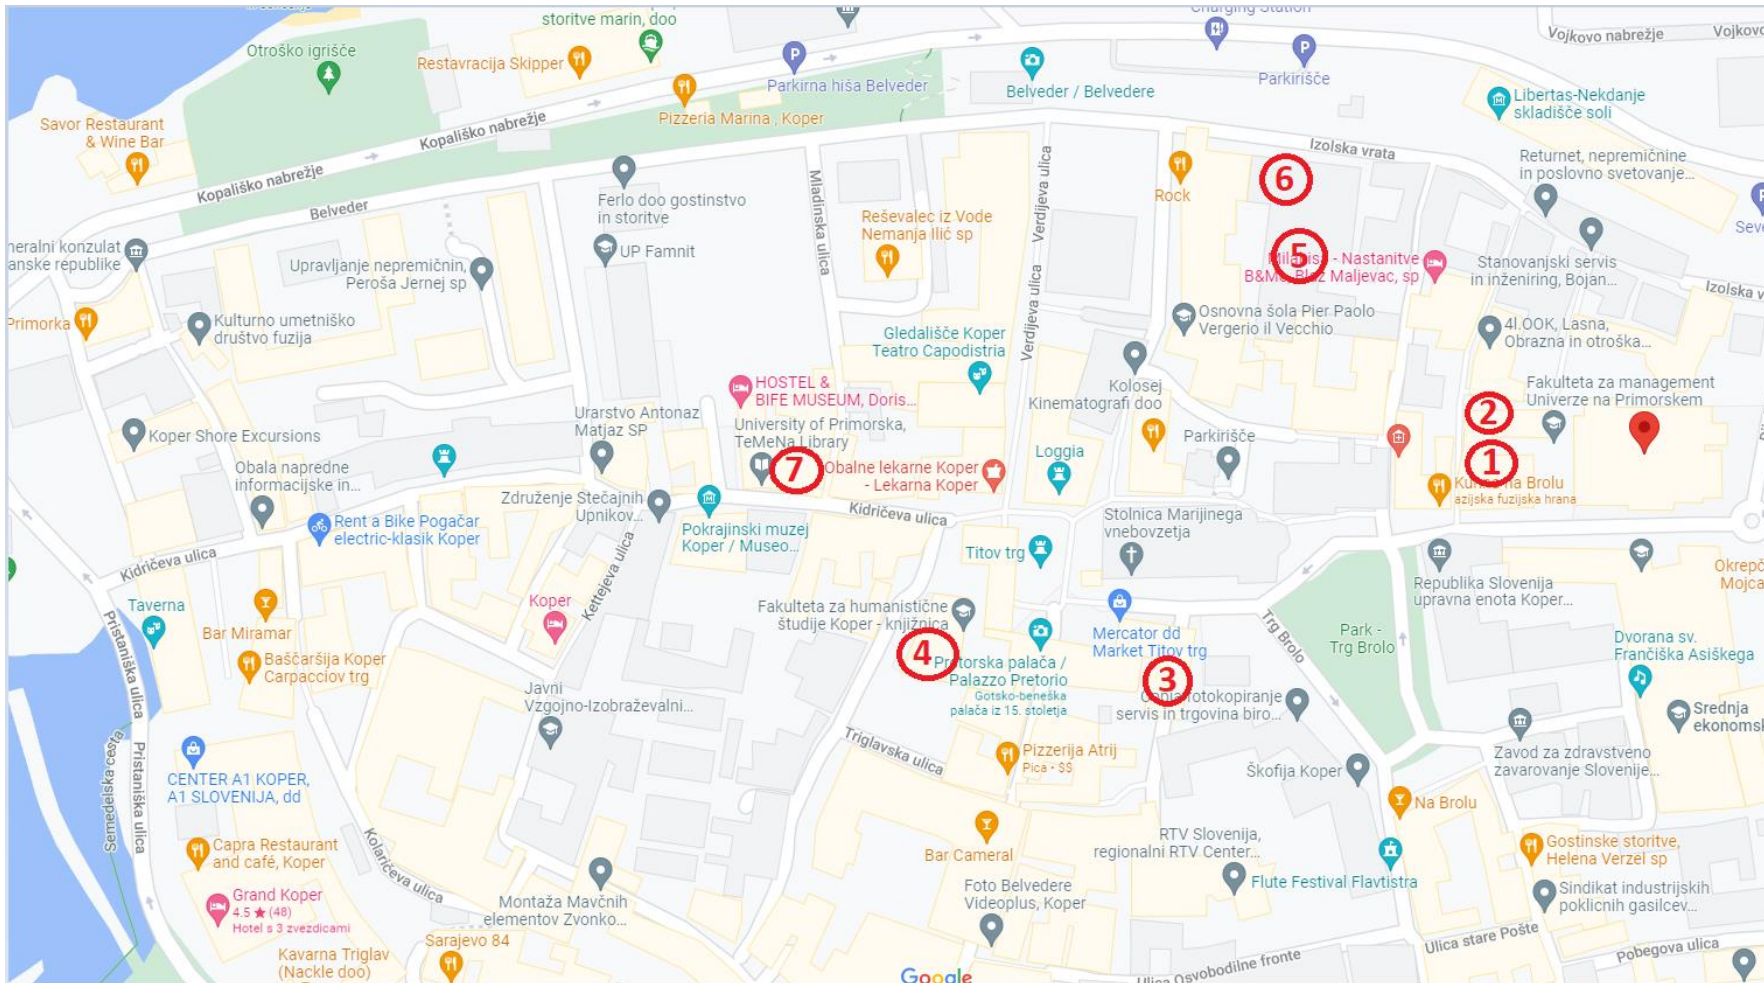 storitve marin, doo
Charging Station
Vojkovo nabrežje
Otroško igrišče
Restavracija Skipper
P
Parkirna hiša Belveder
P
Parkirišče
Belveder / Belvedere
Pizzeria Marina , Koper
Libertas-Nekdanje
skladišče soli
Savor Restaurant
& Wine Bar
Kopališko nabrežje
Kopališko nabrežje
Izolska vrata
Returnet, nepremičnine
in poslovno svetovanje...
Belveder
Mladinska ulica
Verdijeva ulica
Verdijeva ulica
Rock
6
Ferlo doo gostinstvo
in storitve
Reševalec iz Vode
Nemanja Ilić sp
UP Famnit
Upravljanje nepremičnin,
Peroša Jernej sp
5
- Nastanitve
Maljevac, sp
Stanovanjski servis
in inženiring, Bojan...
Primorka
Kulturno umetniško
društvo fuzija
Osnovna šola Pier Paolo
Vergerio il Vecchio
Gledališče Koper
Teatro Capodistria
4l.OOK, Lasna,
Obrazna in otroška...
HOSTEL &
BIFE MUSEUM, Doris...
Kolosej
Kinematografi doo
Fakulteta za management
Univerze na Primorskem
2
Urarstvo Antonaz
Matjaz SP
University of Primorska,
TeMeNa Library
Koper Shore Excursions
Parkirišče
Loggia
1
7
Obalne lekarne Koper
- Lekarna Koper
Obala napredne
informacijske in...
na Brolu
azijska fuzijska hrana
Združenje Stečajnih
Upnikov...
Kidričeva ulica
Stolnica Marijinega
vnebovzetja
Rent a Bike Pogačar
electric-klasik Koper
Pokrajinski muzej
Koper / Museo...
Titov trg
Kidričeva ulica
Republika Slovenija
upravna enota Koper...
Kettejeva ulica
Taverna
Koper
Pristaniška ulica
Bar Miramar
Fakulteta za humanistične
študije Koper - knjižnica
Mercator dd
Market Titov trg
Trg Brolo
Park -
Trg Brolo
Dvorana sv.
Frančiška Asiškega
4
palača /
Palazzo Pretorio
Gotsko-beneška
palača iz 15. stoletja
Baščaršija Koper
Carpacciov trg
3
servis in trgovina biro...
Javni
Vzgojno-Izobraževalni...
Srednja
Triglavska ulica
Pizzerija Atrij
Pica • $$
Semedelska cesta
Pristaniška ulica
CENTER A1 KOPER,
A1 SLOVENIJA, dd
Škofija Koper
Zavod za zdravstveno
zavarovanje Slovenije...
Na Brolu
Capra Restaurant
and café, Koper
Kolaričeva ulica
Bar Cameral
RTV Slovenija,
regionalni RTV Center...
Gostinske storitve,
Helena Verzel sp
Flute Festival Flavtistra
Grand Koper
4.5 ★ (48)
Hotel s 3 zvezdicami
Montaža Mavčnih
elementov Zvonko...
Foto Belvedere
Videoplus, Koper
Sindikat industrijskih
poklicnih gasilcev...
Kavarna Triglav
(Nackle doo)
Sarajevo 84
Ulica stare Pošte
Pobegova ulica
Google
Ulica Osvobodilne fronte